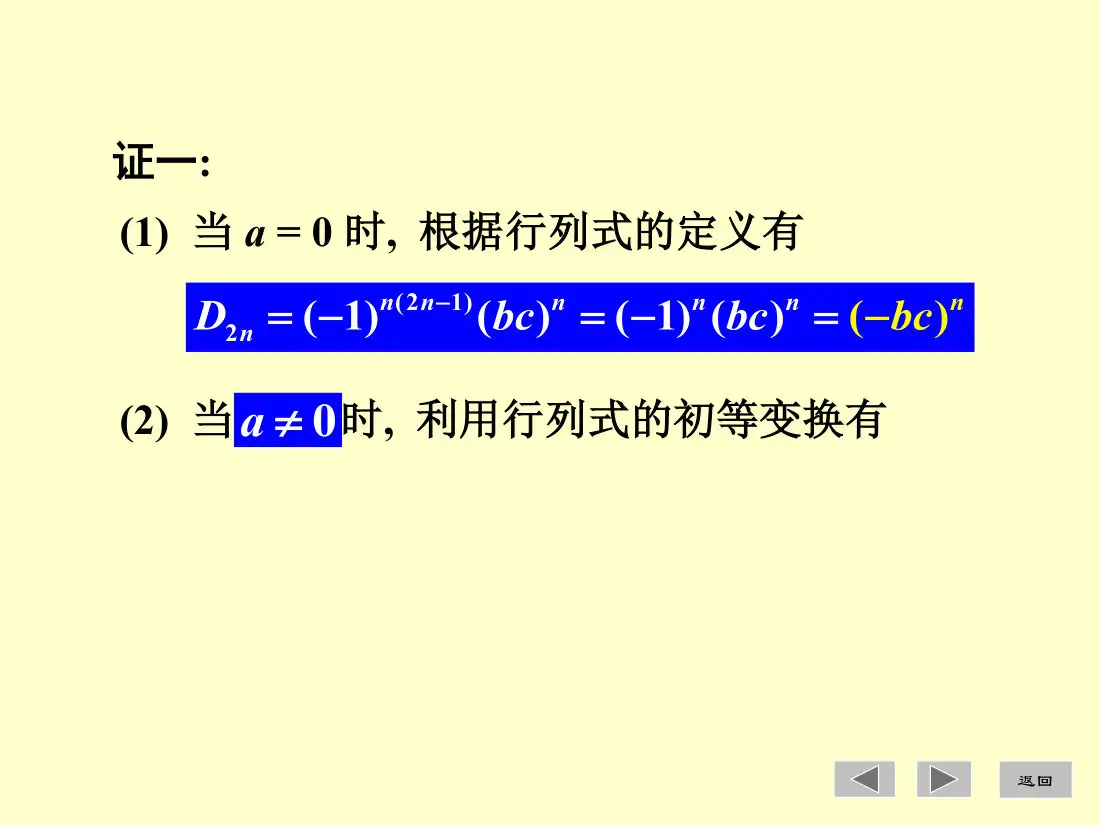 证一:
(1) 当 a = 0 时, 根据行列式的定义有
D₂ₙ = (−1)ⁿ⁽²ⁿ⁻¹⁾(bc)ⁿ = (−1)ⁿ(bc)ⁿ = (−bc)ⁿ
(2) 当 a ≠ 0 时, 利用行列式的初等变换有
返回